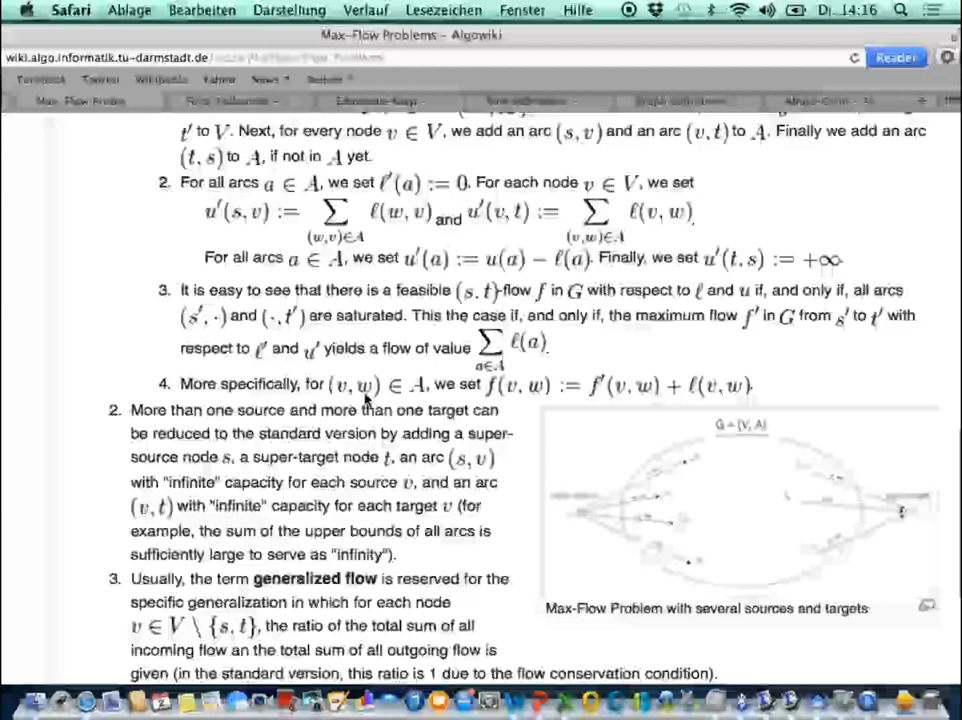 Safari Ablage Bearbeiten Darstellung Verlauf Lesezeichen Fenster Hilfe Di. 14:16
Max-Flow Problems - Algowiki
wiki.algo.informatik.tu-darmstadt.de/
Reader
Wikipedia
News
t′ to V. Next, for every node v ∈ V, we add an arc (s, v) and an arc (v, t) to A. Finally we add an arc
(t, s) to A, if not in A yet.
2. For all arcs a ∈ A, we set ℓ′(a) := 0. For each node v ∈ V, we set
u′(s, v) := ∑ ℓ(w, v) and u′(v, t) := ∑ ℓ(v, w).
(w,v)∈A (v,w)∈A
For all arcs a ∈ A, we set u′(a) := u(a) − ℓ(a). Finally, we set u′(t, s) := +∞.
3. It is easy to see that there is a feasible (s, t)-flow f in G with respect to ℓ and u if, and only if, all arcs
(s′, ·) and (·, t′) are saturated. This the case if, and only if, the maximum flow f′ in G from s′ to t′ with
respect to ℓ′ and u′ yields a flow of value ∑ ℓ(a).
a∈A
4. More specifically, for (v, w) ∈ A, we set f(v, w) := f′(v, w) + ℓ(v, w).
2. More than one source and more than one target can
be reduced to the standard version by adding a super-
source node s, a super-target node t, an arc (s, v)
with "infinite" capacity for each source v, and an arc
(v, t) with "infinite" capacity for each target v (for
example, the sum of the upper bounds of all arcs is
sufficiently large to serve as "infinity").
G = (V, A)
Max-Flow Problem with several sources and targets
3. Usually, the term generalized flow is reserved for the
specific generalization in which for each node
v ∈ V \ {s, t}, the ratio of the total sum of all
incoming flow an the total sum of all outgoing flow is
given (in the standard version, this ratio is 1 due to the flow conservation condition).